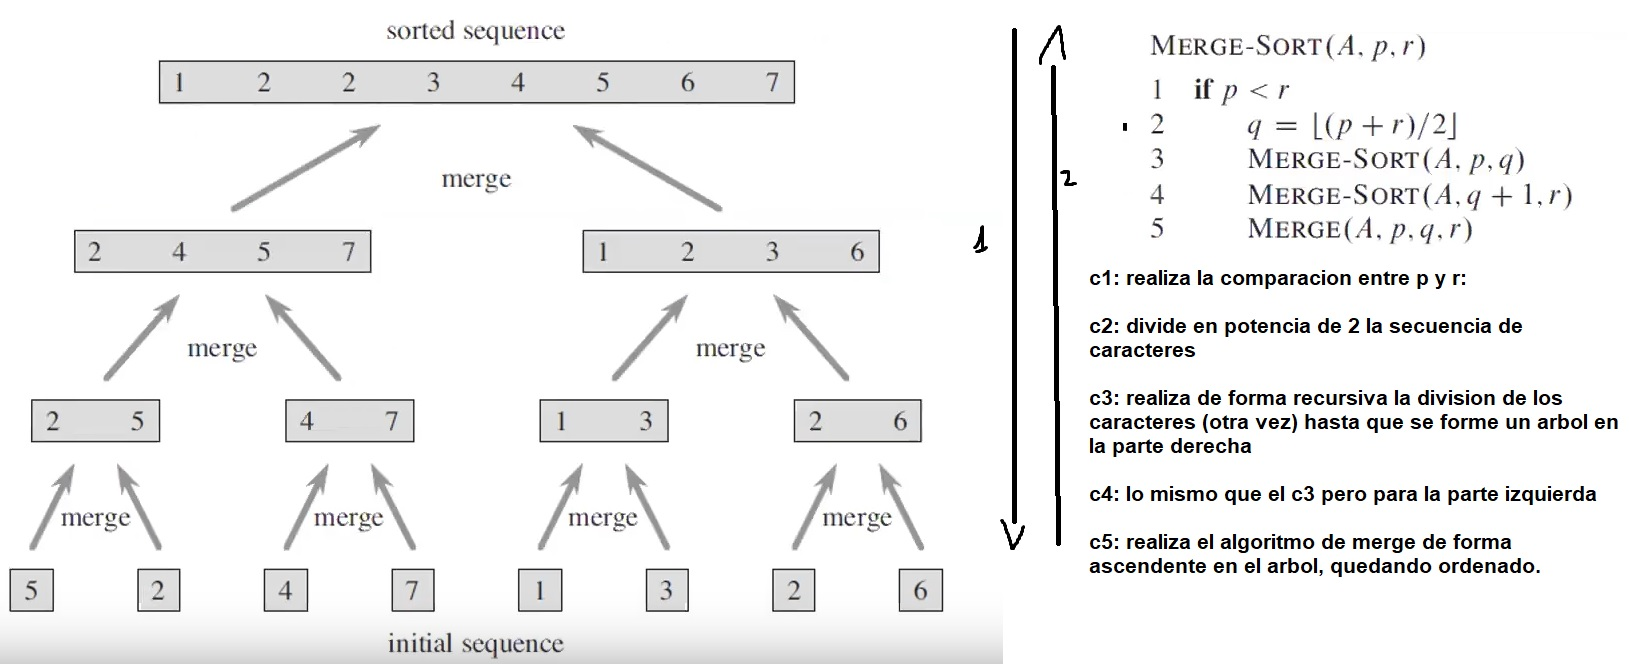 sorted sequence
1 2 2 3 4 5 6 7
merge
2 4 5 7
1 2 3 6
merge
merge
2 5
4 7
1 3
2 6
merge
merge
merge
merge
5
2
4
7
1
3
2
6
initial sequence
1
2
MERGE-SORT(A, p, r)
1 if p < r
2 q = ⌊(p + r)/2⌋
3 MERGE-SORT(A, p, q)
4 MERGE-SORT(A, q + 1, r)
5 MERGE(A, p, q, r)
c1: realiza la comparacion entre p y r:
c2: divide en potencia de 2 la secuencia de
caracteres
c3: realiza de forma recursiva la division de los
caracteres (otra vez) hasta que se forme un arbol en
la parte derecha
c4: lo mismo que el c3 pero para la parte izquierda
c5: realiza el algoritmo de merge de forma
ascendente en el arbol, quedando ordenado.